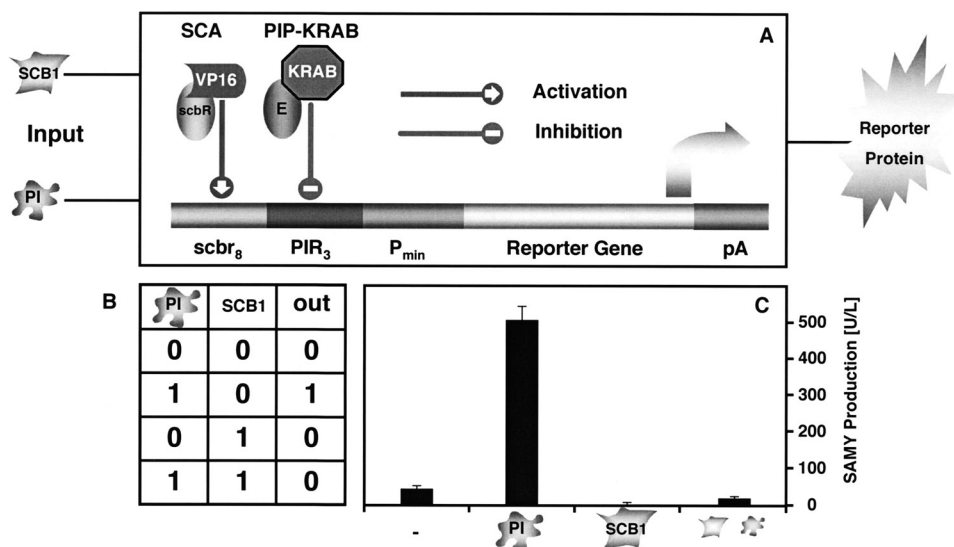 A
SCA PIP-KRAB
SCB1
VP16 KRAB
scbR E
Activation
Inhibition
Input
Reporter
Protein
PI
scbr8 PIR3 Pmin Reporter Gene pA
B
PI SCB1 out
0 0 0
1 0 1
0 1 0
1 1 0
C
500
400
300
200
100
0
SAMY Production [U/L]
- PI SCB1